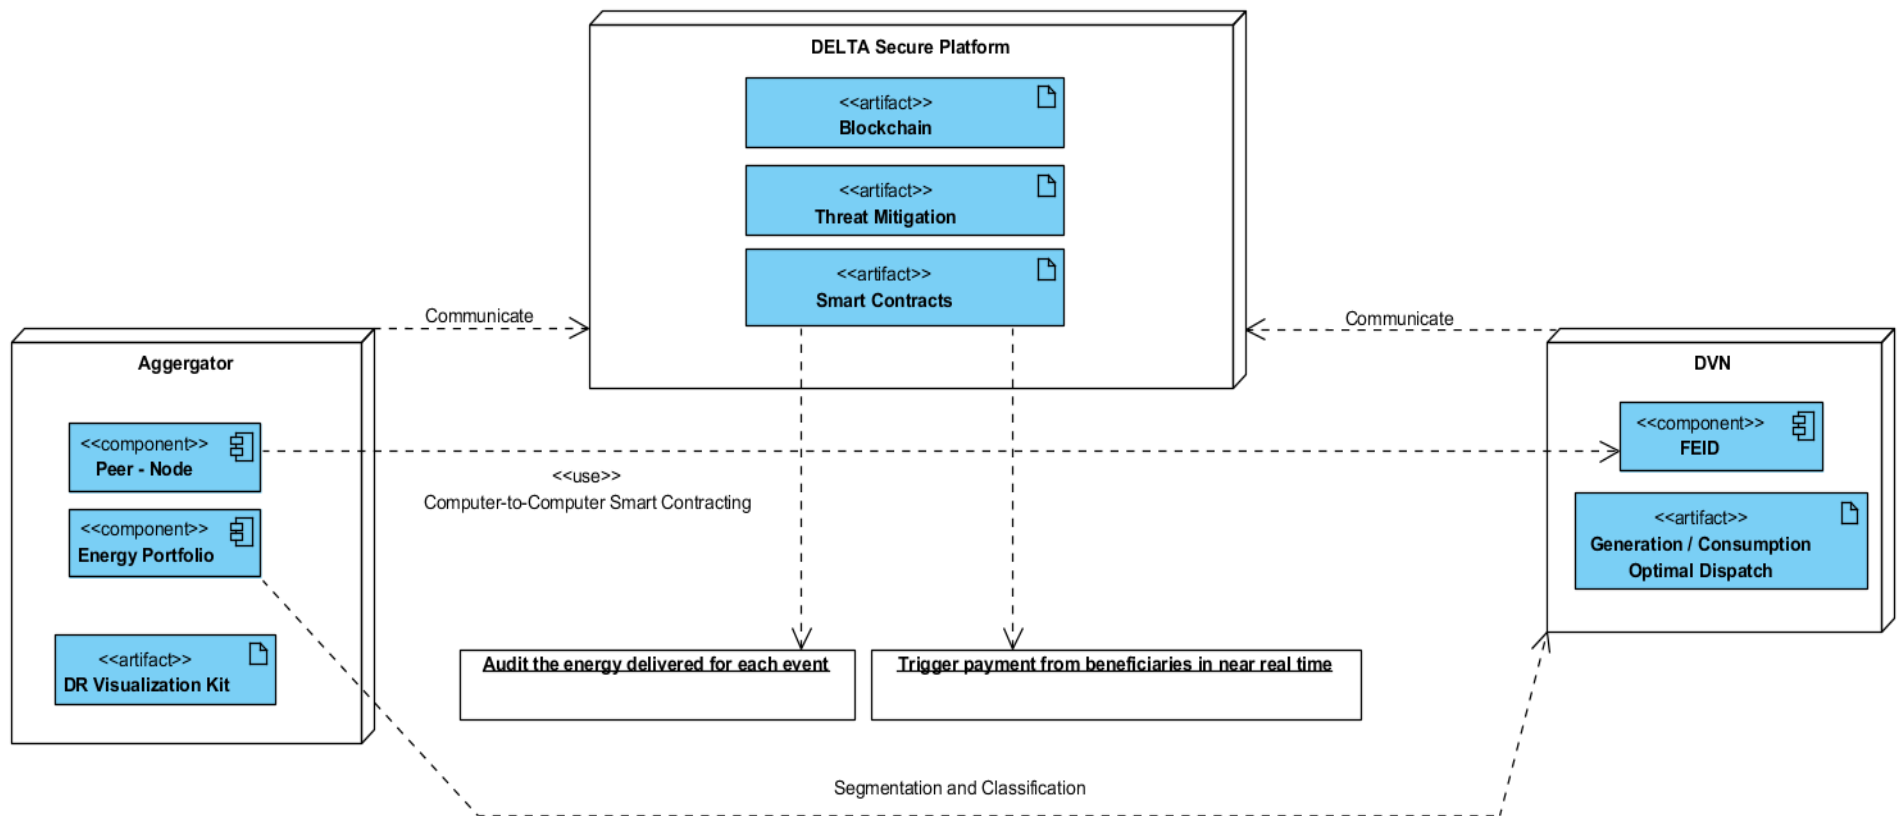 DELTA Secure Platform
<<artifact>>
Blockchain
<<artifact>>
Threat Mitigation
<<artifact>>
Smart Contracts
Communicate
Communicate
Aggergator
<<component>>
Peer - Node
<<component>>
Energy Portfolio
<<artifact>>
DR Visualization Kit
<<use>>
Computer-to-Computer Smart Contracting
DVN
<<component>>
FEID
<<artifact>>
Generation / Consumption
Optimal Dispatch
Audit the energy delivered for each event
Trigger payment from beneficiaries in near real time
Segmentation and Classification